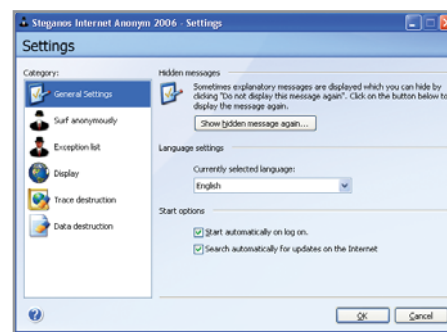 Steganos Internet Anonym 2006 - Settings
Settings
Category:
General Settings
Surf anonymously
Exception list
Display
Trace destruction
Data destruction
Hidden messages
Sometimes explanatory messages are displayed which you can hide by
clicking "Do not display this message again". Click on the button below to
display the message again.
Show hidden message again...
Language settings
Currently selected language:
English
Start options
Start automatically on log on.
Search automatically for updates on the Internet
OK
Cancel